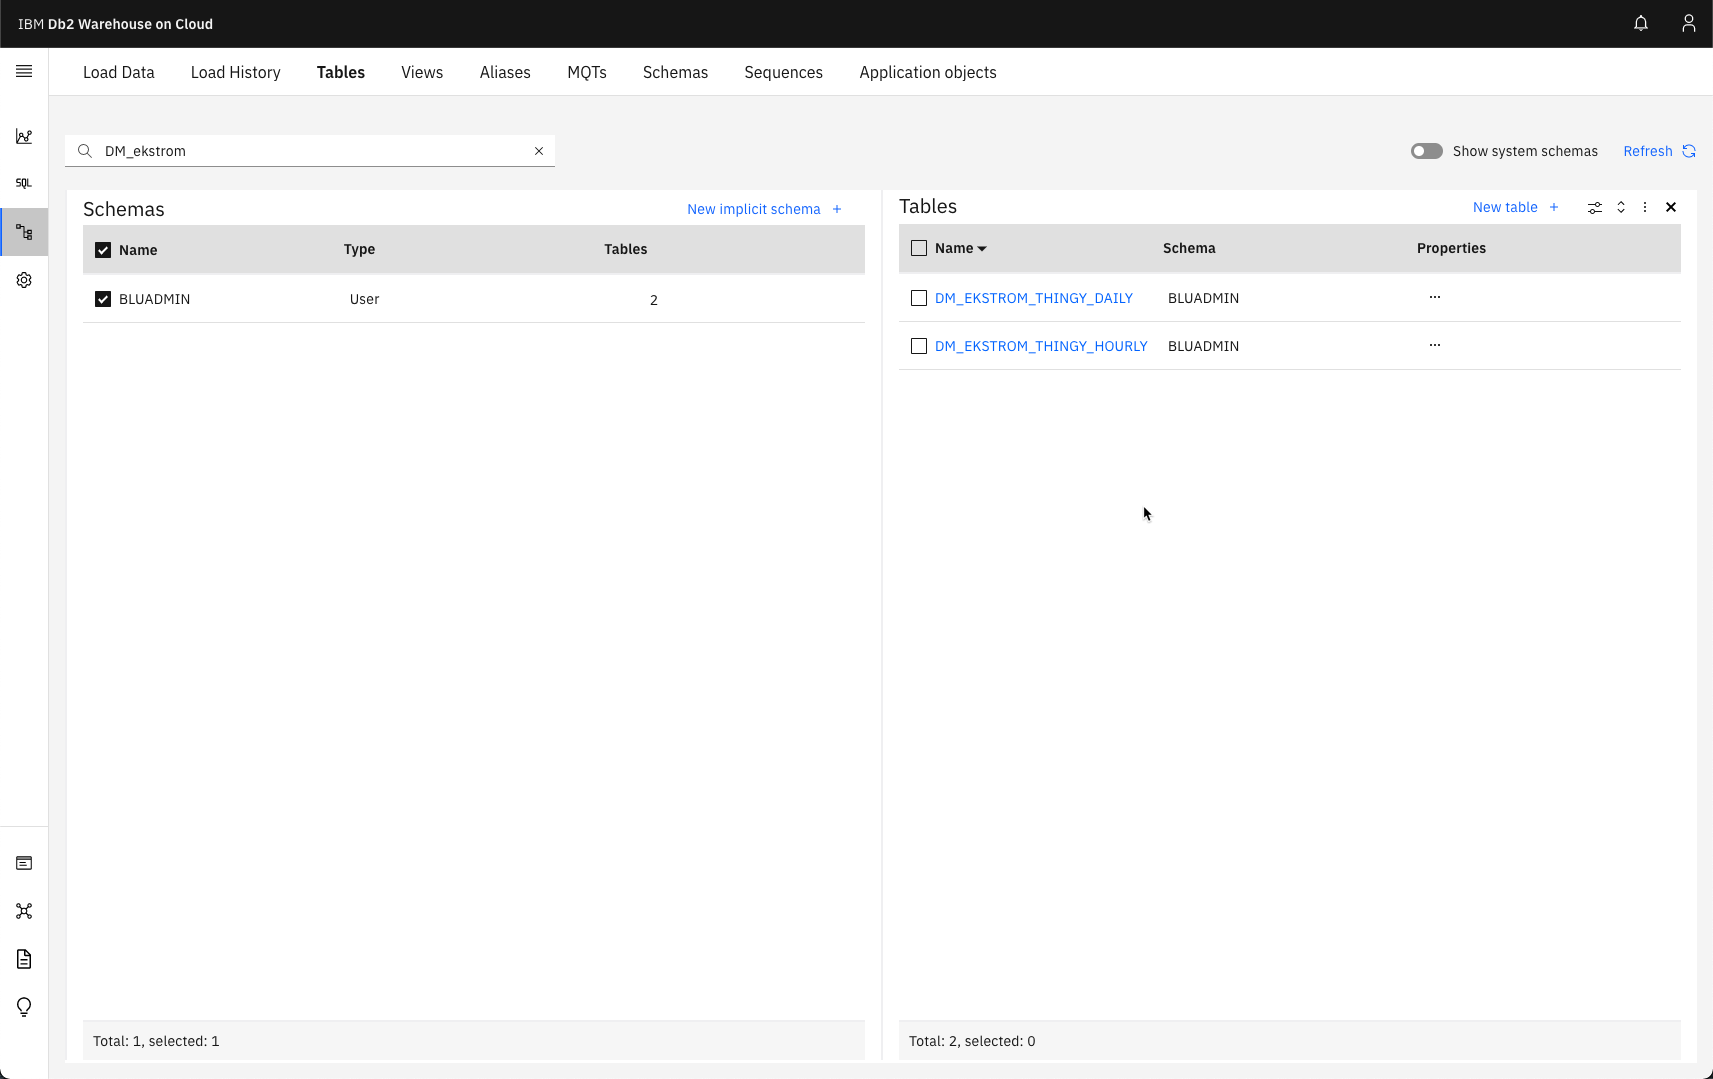 IBM Db2 Warehouse on Cloud
Load Data Load History Tables Views Aliases MQTs Schemas Sequences Application objects
SQL
DM_ekstrom
Show system schemas Refresh
Schemas New implicit schema +
Name Type Tables
BLUADMIN User 2
Total: 1, selected: 1
Tables New table +
Name Schema Properties
DM_EKSTROM_THINGY_DAILY BLUADMIN ...
DM_EKSTROM_THINGY_HOURLY BLUADMIN ...
Total: 2, selected: 0